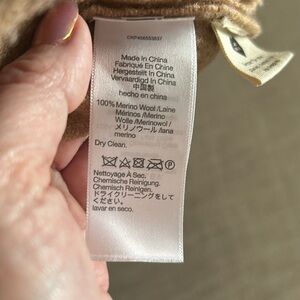 Made In China
Fabriqué En Chine
Hergestellt In China
Vervaardigd In China
中国製
hecho en china
100% Merino Wool/Laine
Mérinos /Merino
Wolle /Merinowol /
メリノウール /lana
merino
Dry Clean.
Nettoyage À Sec.
Chemische Reinigung.
Chemisch Reinigen.
ドライクリーニングをして
ください。
lavar en seco.